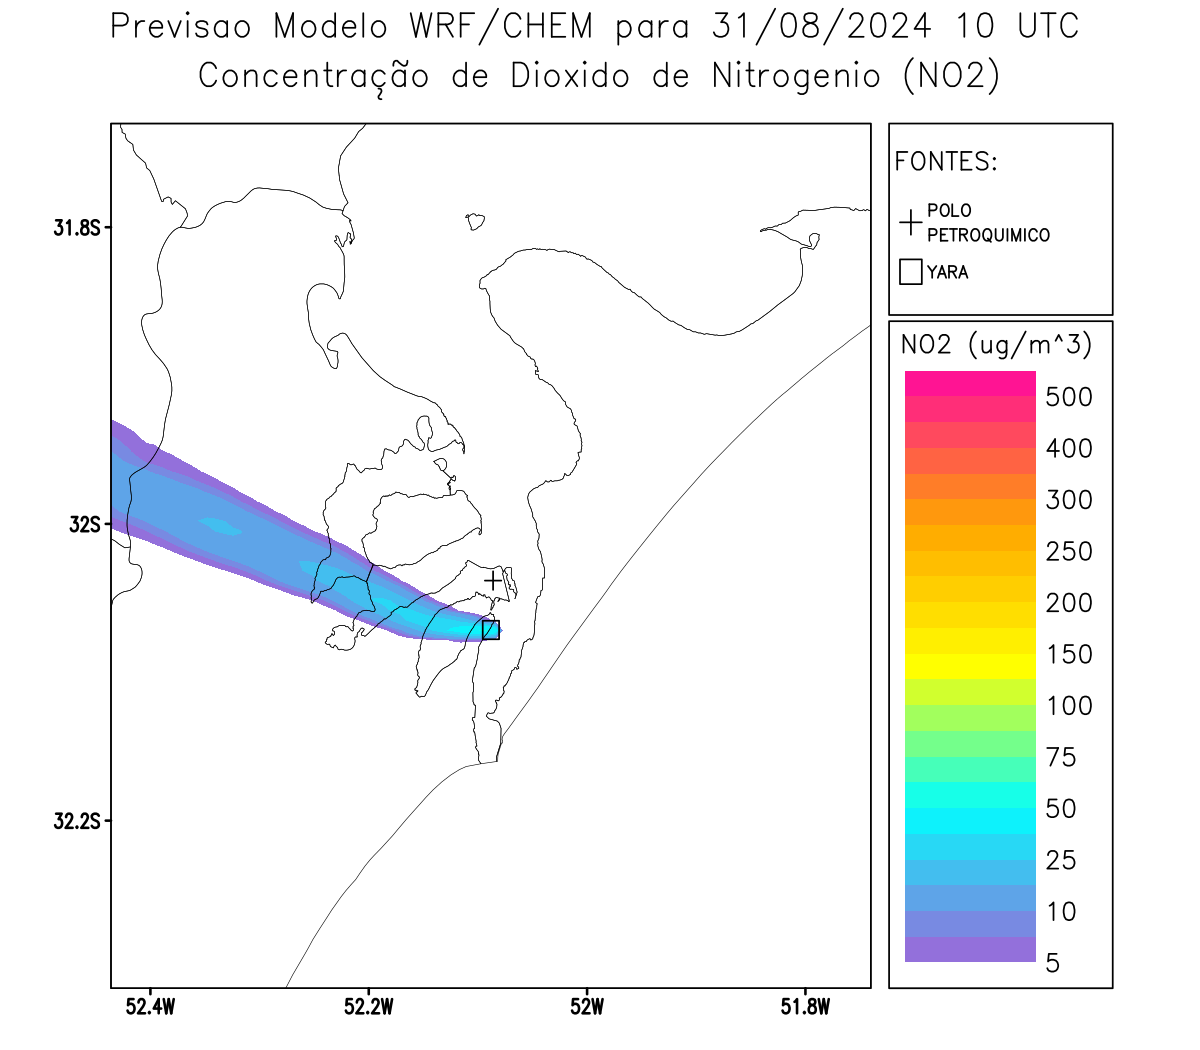 Previsao Modelo WRF/CHEM para 31/08/2024 10 UTC
Concentração de Dioxido de Nitrogenio (NO2)
FONTES:
POLO
PETROQUIMICO
YARA
NO2 (ug/m^3)
500
400
300
250
200
150
100
75
50
25
10
5
31.8S
32S
32.2S
52.4W
52.2W
52W
51.8W